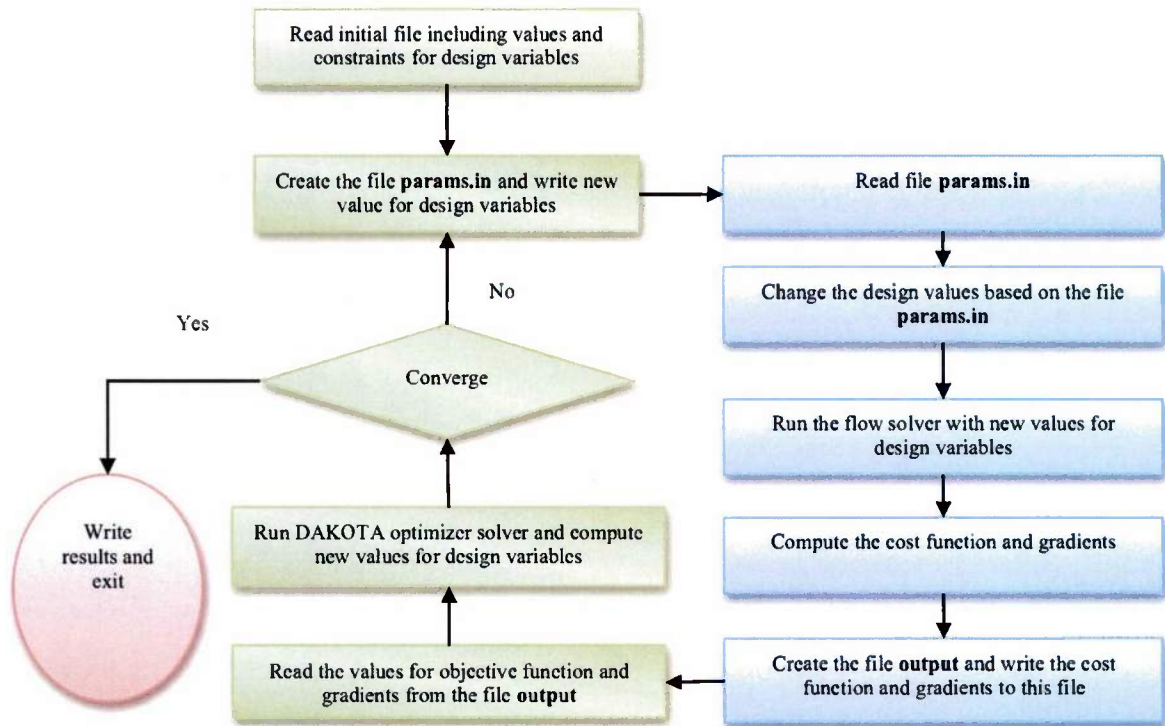 Read initial file including values and
constraints for design variables
Create the file params.in and write new
value for design variables
Read file params.in
Change the design values based on the file
params.in
No
Yes
Converge
Run the flow solver with new values for
design variables
Write
results and
exit
Run DAKOTA optimizer solver and compute
new values for design variables
Compute the cost function and gradients
Read the values for objective function and
gradients from the file output
Create the file output and write the cost
function and gradients to this file